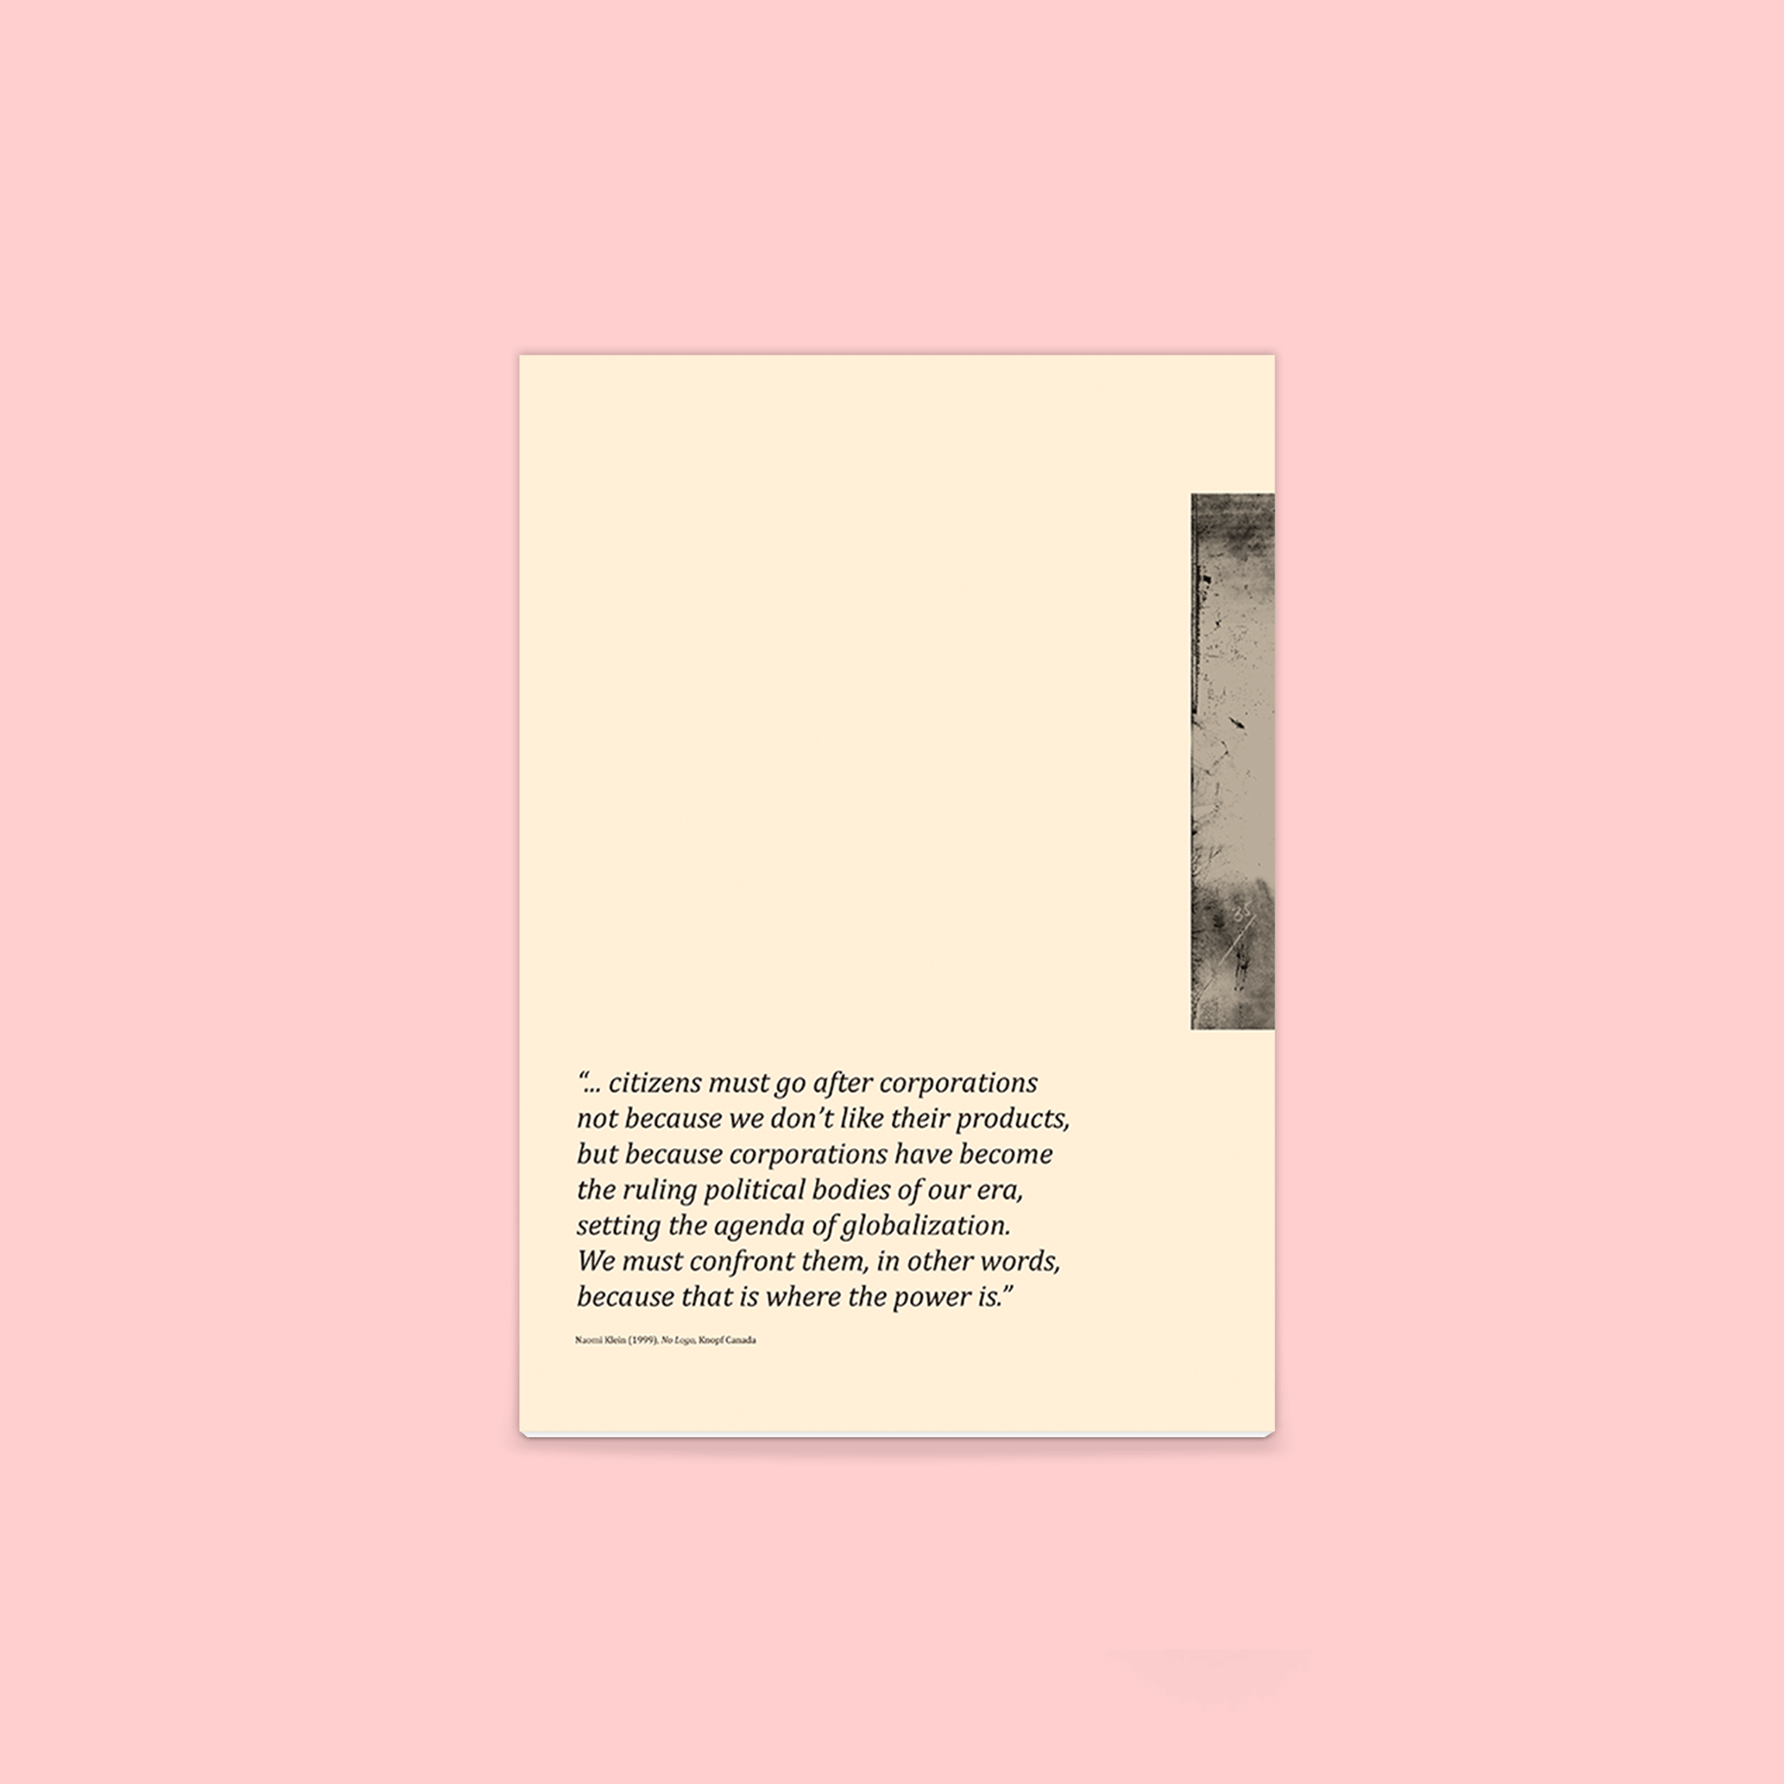 35
“... citizens must go after corporations
not because we don’t like their products,
but because corporations have become
the ruling political bodies of our era,
setting the agenda of globalization.
We must confront them, in other words,
because that is where the power is.”
Naomi Klein (1999), No Logo, Knopf Canada